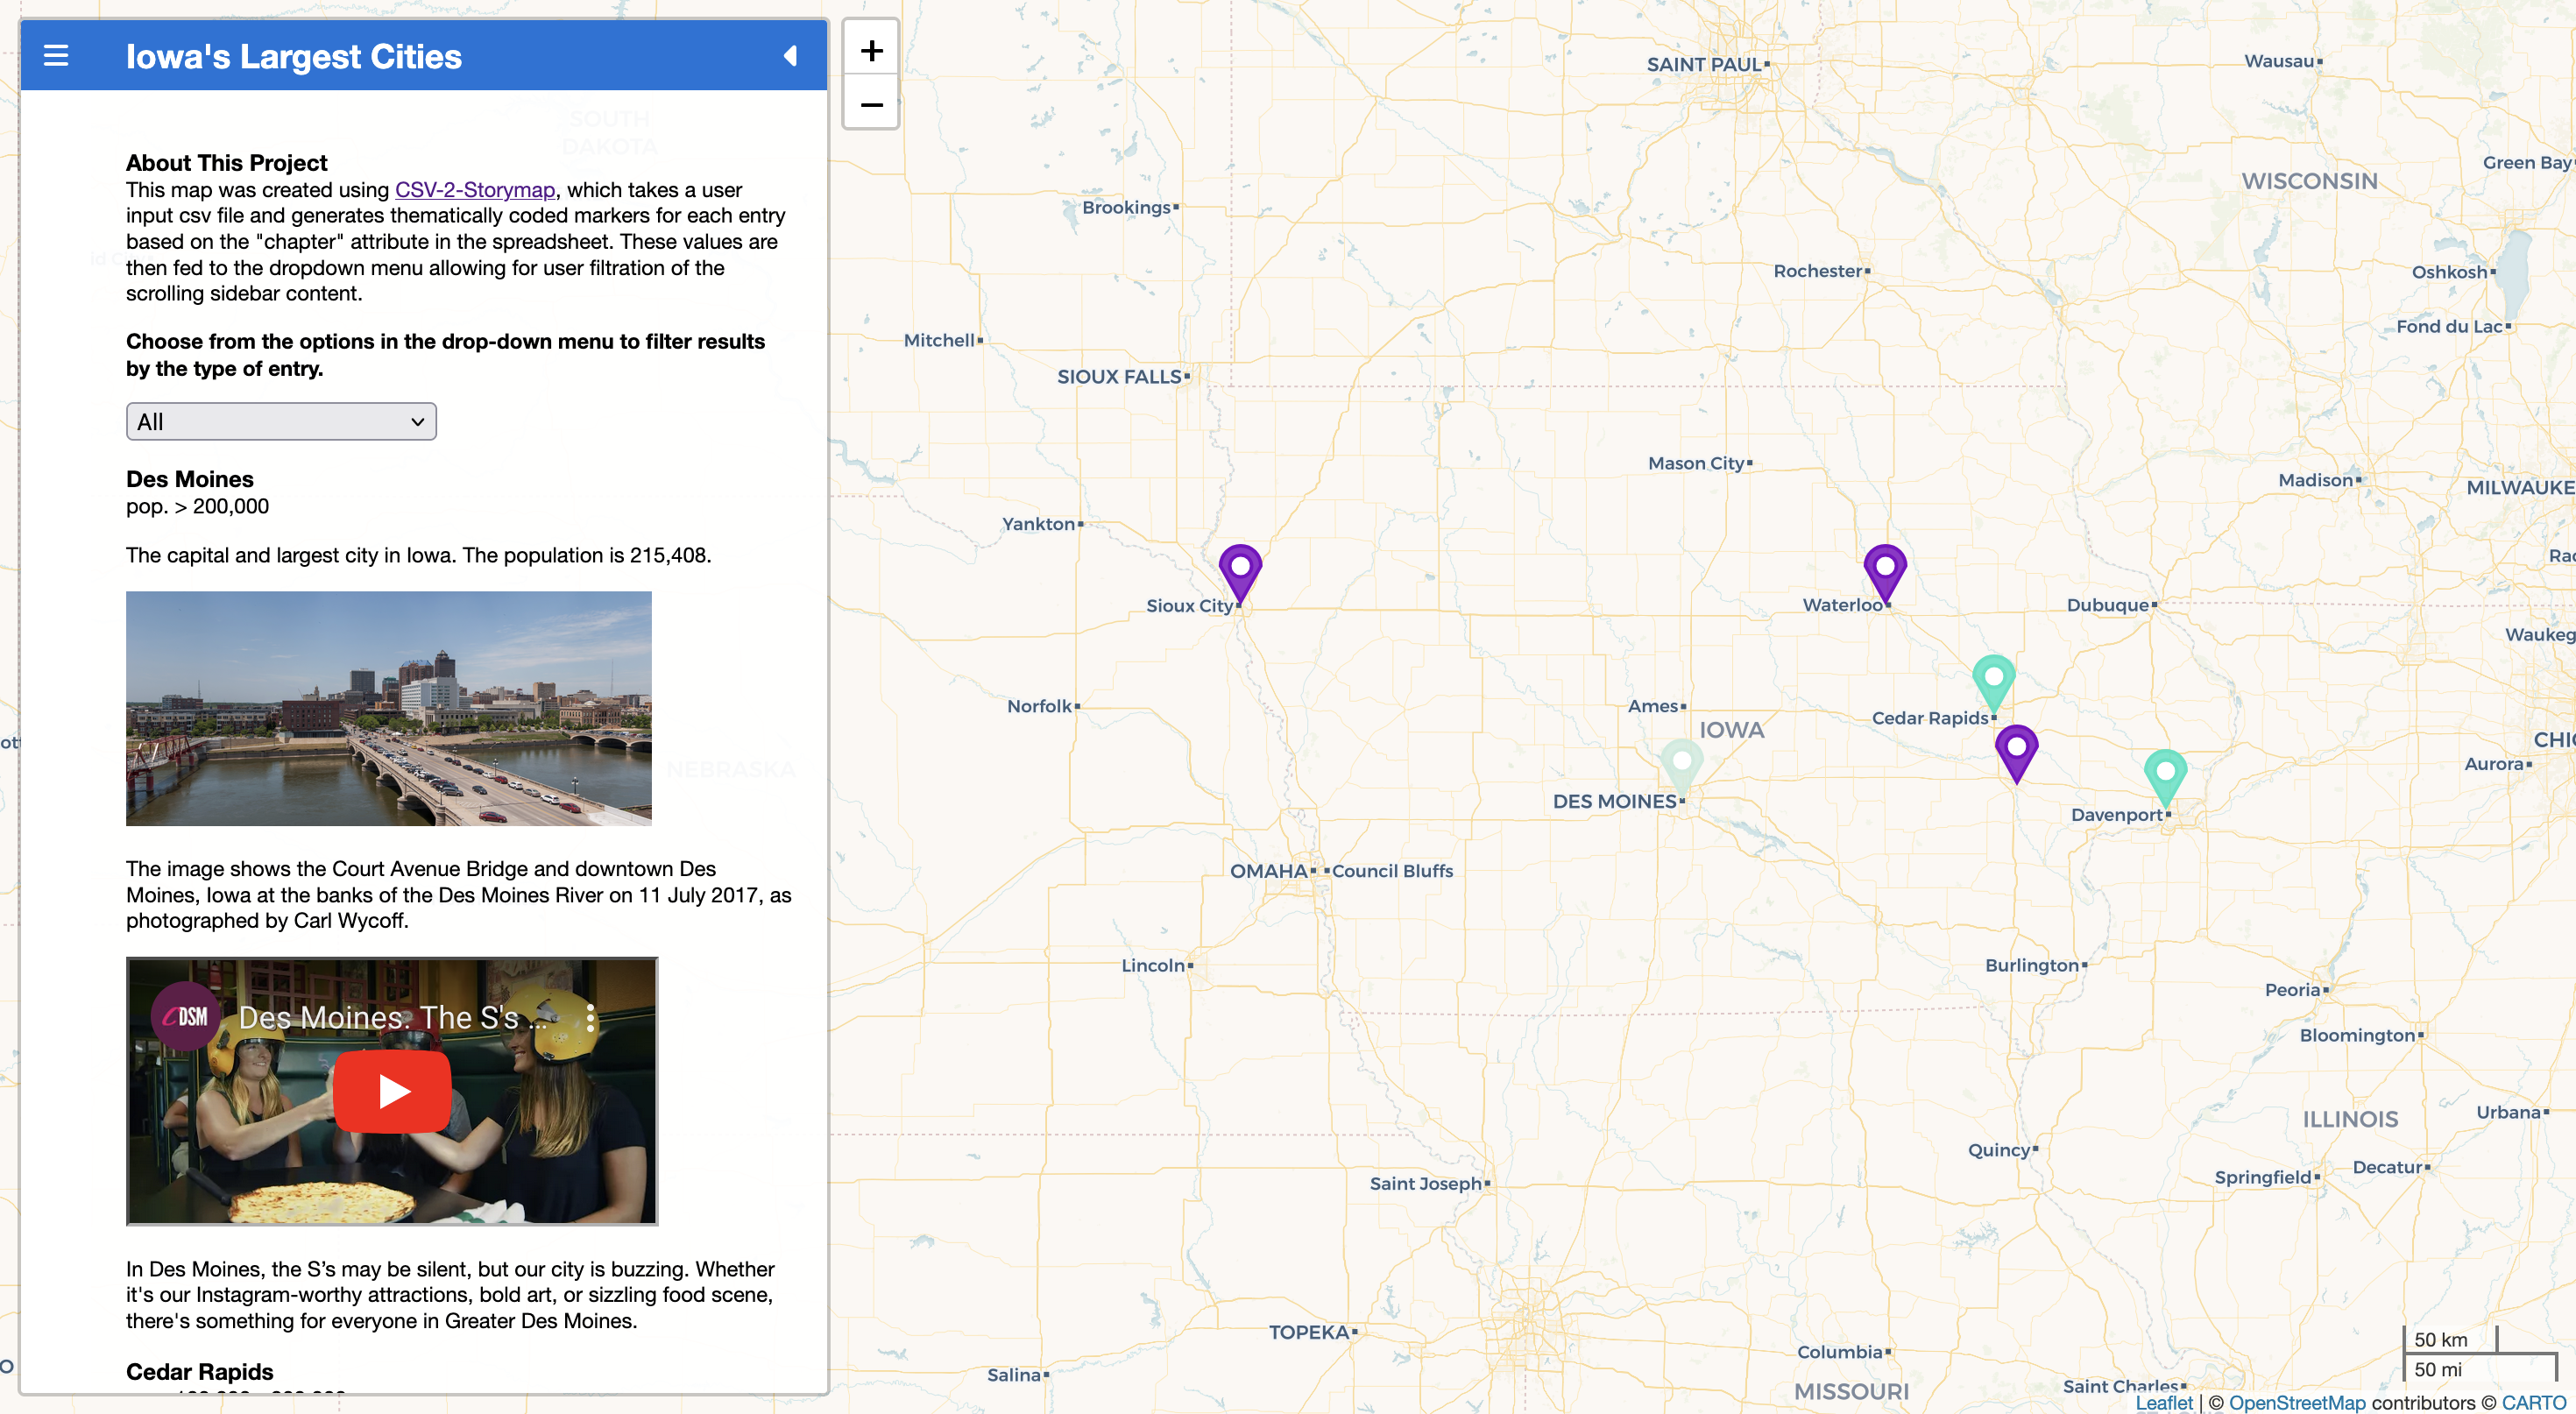 Iowa's Largest Cities
About This Project
This map was created using CSV-2-Storymap, which takes a user
input csv file and generates thematically coded markers for each entry
based on the "chapter" attribute in the spreadsheet. These values are
then fed to the dropdown menu allowing for user filtration of the
scrolling sidebar content.
Choose from the options in the drop-down menu to filter results
by the type of entry.
All
Des Moines
pop. > 200,000
The capital and largest city in Iowa. The population is 215,408.
The image shows the Court Avenue Bridge and downtown Des
Moines, Iowa at the banks of the Des Moines River on 11 July 2017, as
photographed by Carl Wycoff.
CDSM
Des Moines. The S's ...
In Des Moines, the S’s may be silent, but our city is buzzing. Whether
it's our Instagram-worthy attractions, bold art, or sizzling food scene,
there's something for everyone in Greater Des Moines.
Cedar Rapids
SOUTH
DAKOTA
NEBRASKA
+
−
SAINT PAUL
Wausau
Green Bay
WISCONSIN
Brookings
Rochester
Oshkosh
Fond du Lac
Mitchell
SIOUX FALLS
Mason City
Madison
MILWAUKE
Yankton
Sioux City
Waterloo
Dubuque
Waukeg
Norfolk
Ames
IOWA
Cedar Rapids
CHIC
Aurora
DES MOINES
Davenport
OMAHA
Council Bluffs
Lincoln
Burlington
Peoria
Bloomington
ILLINOIS
Urbana
Quincy
Springfield
Decatur
Saint Joseph
TOPEKA
Columbia
Salina
MISSOURI
Saint Charles
50 km
50 mi
Leaflet | © OpenStreetMap contributors © CARTO